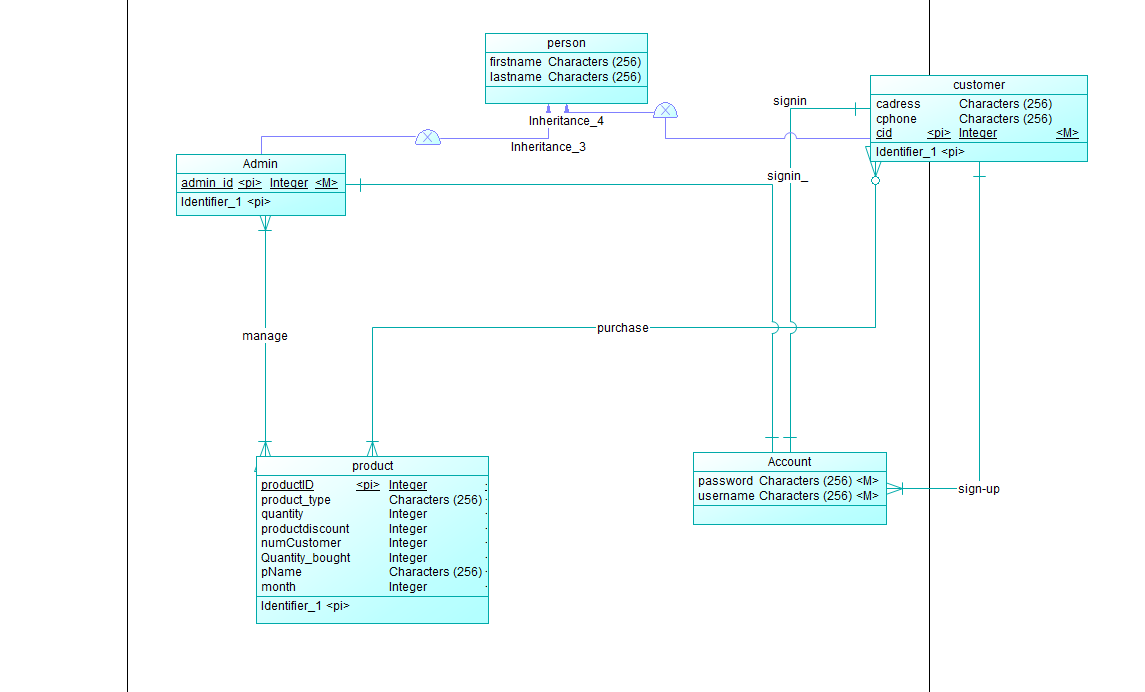 person
firstname Characters (256)
lastname Characters (256)
Inheritance_4
Inheritance_3
signin
customer
cadress Characters (256)
cphone Characters (256)
cid <pi> Integer <M>
Identifier_1 <pi>
Admin
admin_id <pi> Integer <M>
Identifier_1 <pi>
signin_
purchase
manage
product
productID <pi> Integer
product_type Characters (256)
quantity Integer
productdiscount Integer
numCustomer Integer
Quantity_bought Integer
pName Characters (256)
month Integer
Identifier_1 <pi>
Account
password Characters (256) <M>
username Characters (256) <M>
sign-up